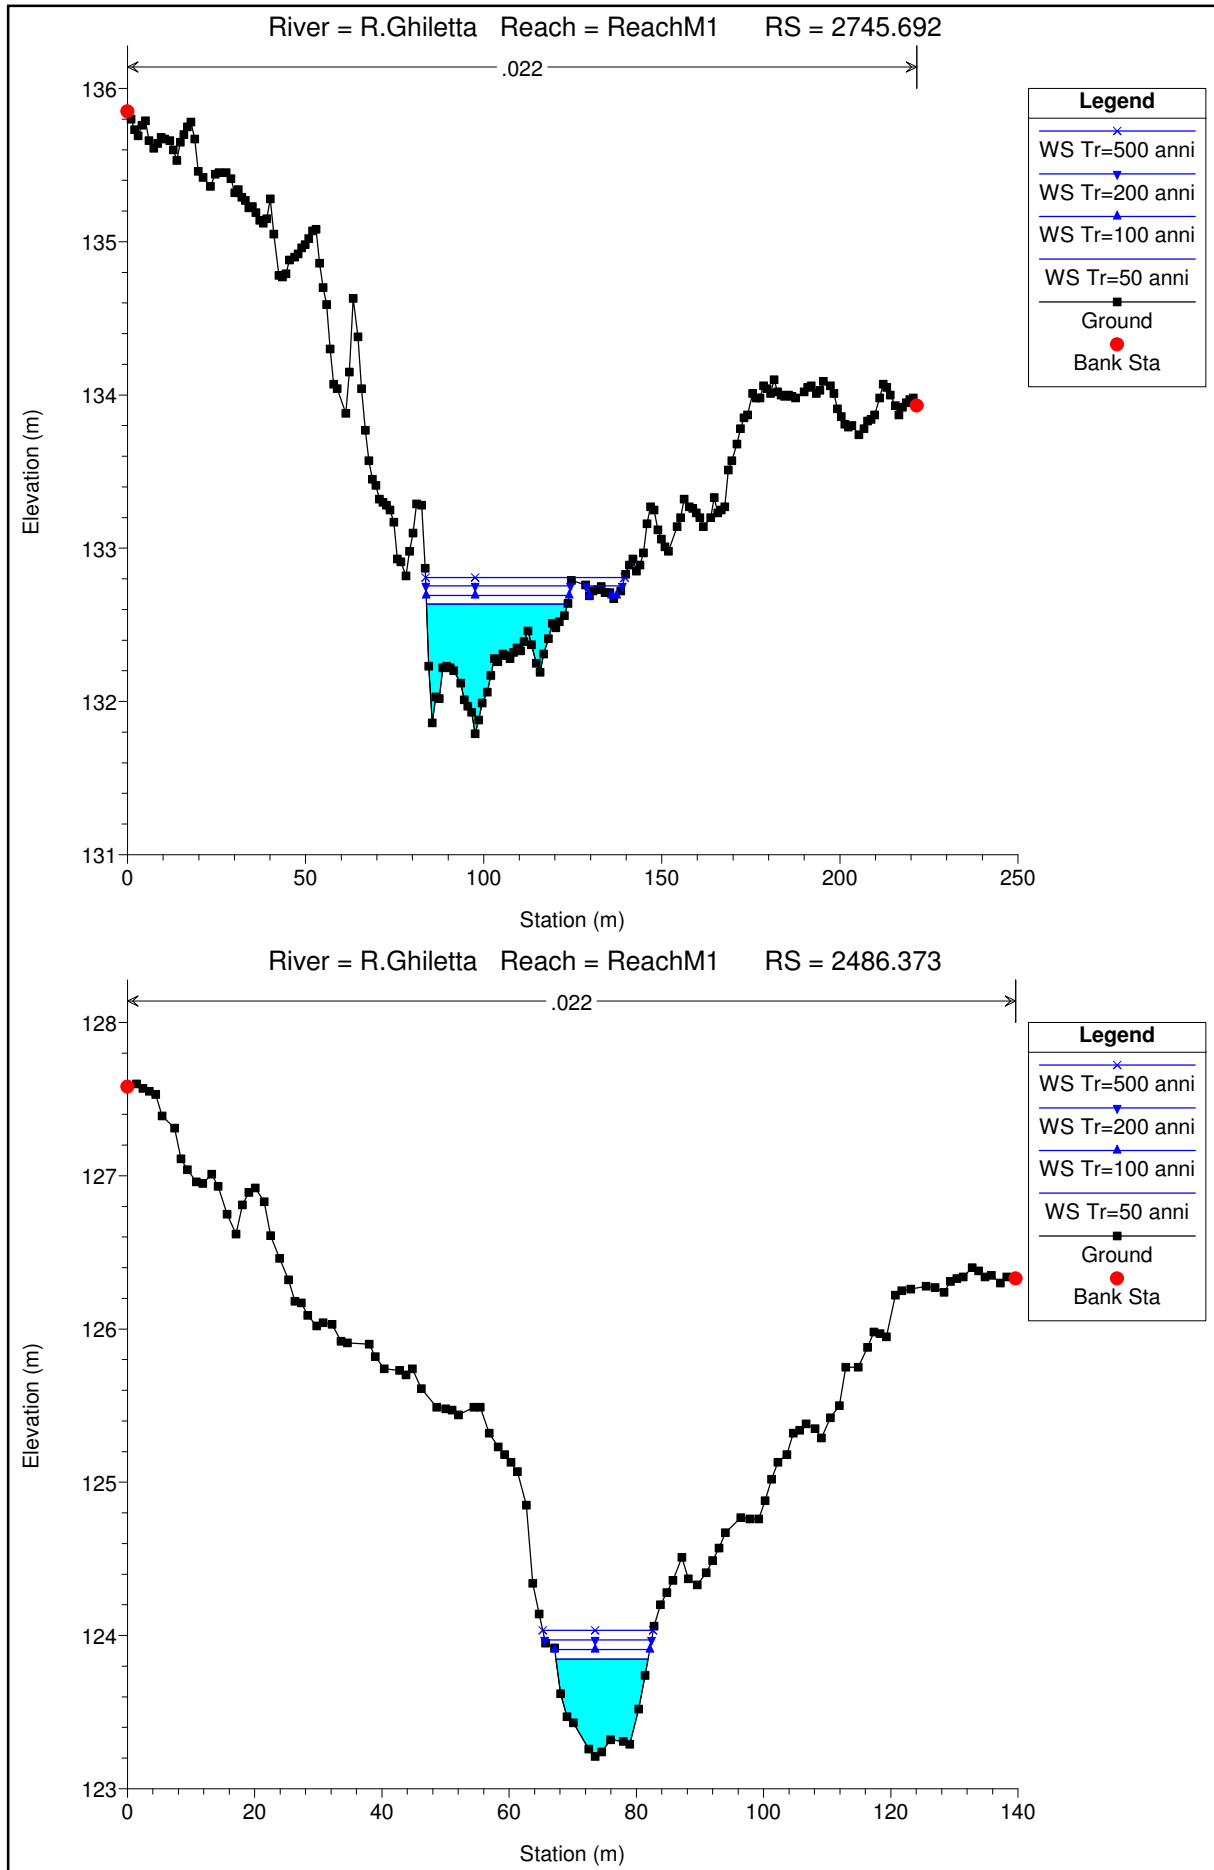 River = R.Ghiletta Reach = ReachM1 RS = 2745.692
.022
Legend
WS Tr=500 anni
WS Tr=200 anni
WS Tr=100 anni
WS Tr=50 anni
Ground
Bank Sta
136
135
134
133
132
131
Elevation (m)
0 50 100 150 200 250
Station (m)
River = R.Ghiletta Reach = ReachM1 RS = 2486.373
.022
Legend
WS Tr=500 anni
WS Tr=200 anni
WS Tr=100 anni
WS Tr=50 anni
Ground
Bank Sta
128
127
126
125
124
123
Elevation (m)
0 20 40 60 80 100 120 140
Station (m)